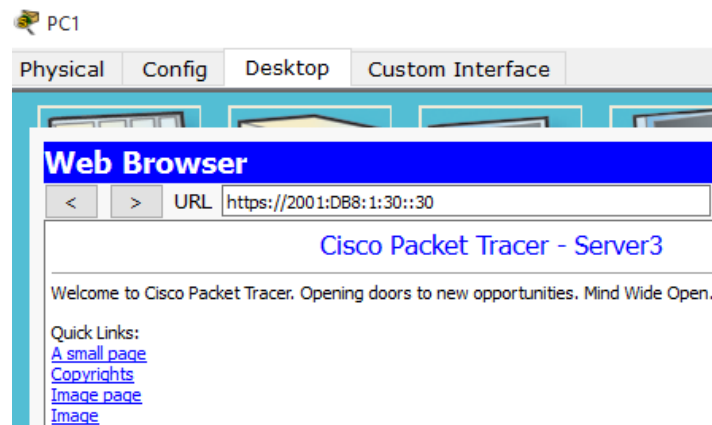 PC1
Physical Config Desktop Custom Interface
Web Browser
< > URL https://2001:DB8:1:30::30
Cisco Packet Tracer - Server3
Welcome to Cisco Packet Tracer. Opening doors to new opportunities. Mind Wide Open.
Quick Links:
A small page
Copyrights
Image page
Image